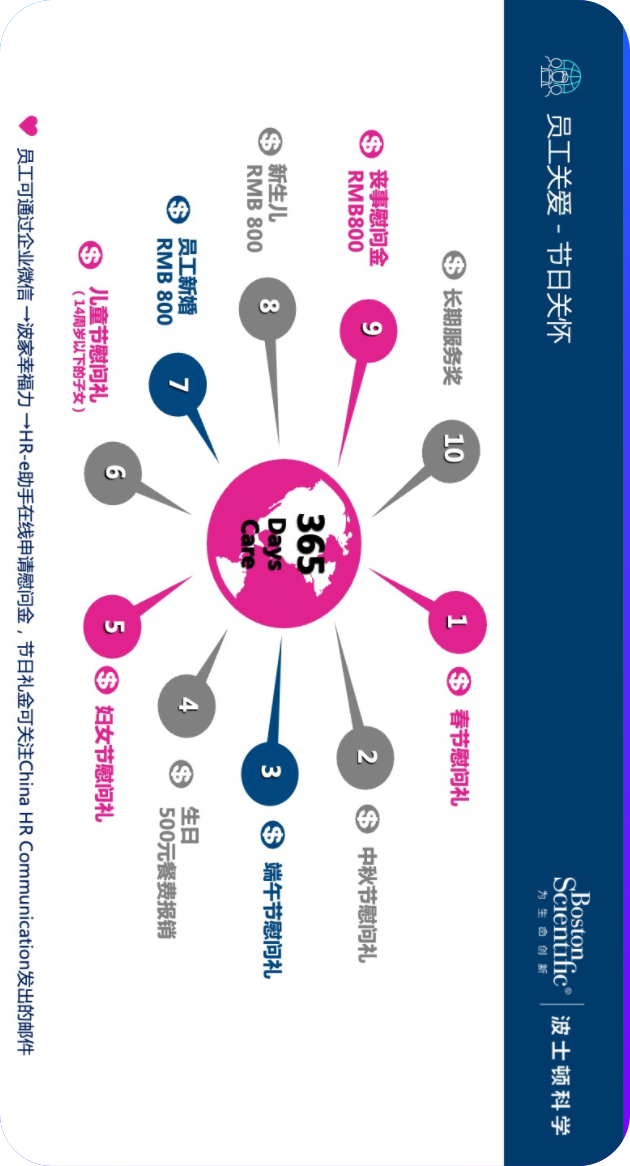 员工关爱 - 节日关怀
Boston
Scientific®
为生命创新
波士顿科学
365
Days
Care
1
春节慰问礼
2
中秋节慰问礼
3
端午节慰问礼
4
生日
500元餐费报销
5
妇女节慰问礼
6
儿童节慰问礼
(14周岁以下的子女)
7
员工新婚
RMB 800
8
新生儿
RMB 800
9
丧事慰问金
RMB800
10
长期服务奖
员工可通过企业微信 →波家幸福力 →HR-e助手在线申请慰问金，节日礼金可关注China HR Communication发出的邮件